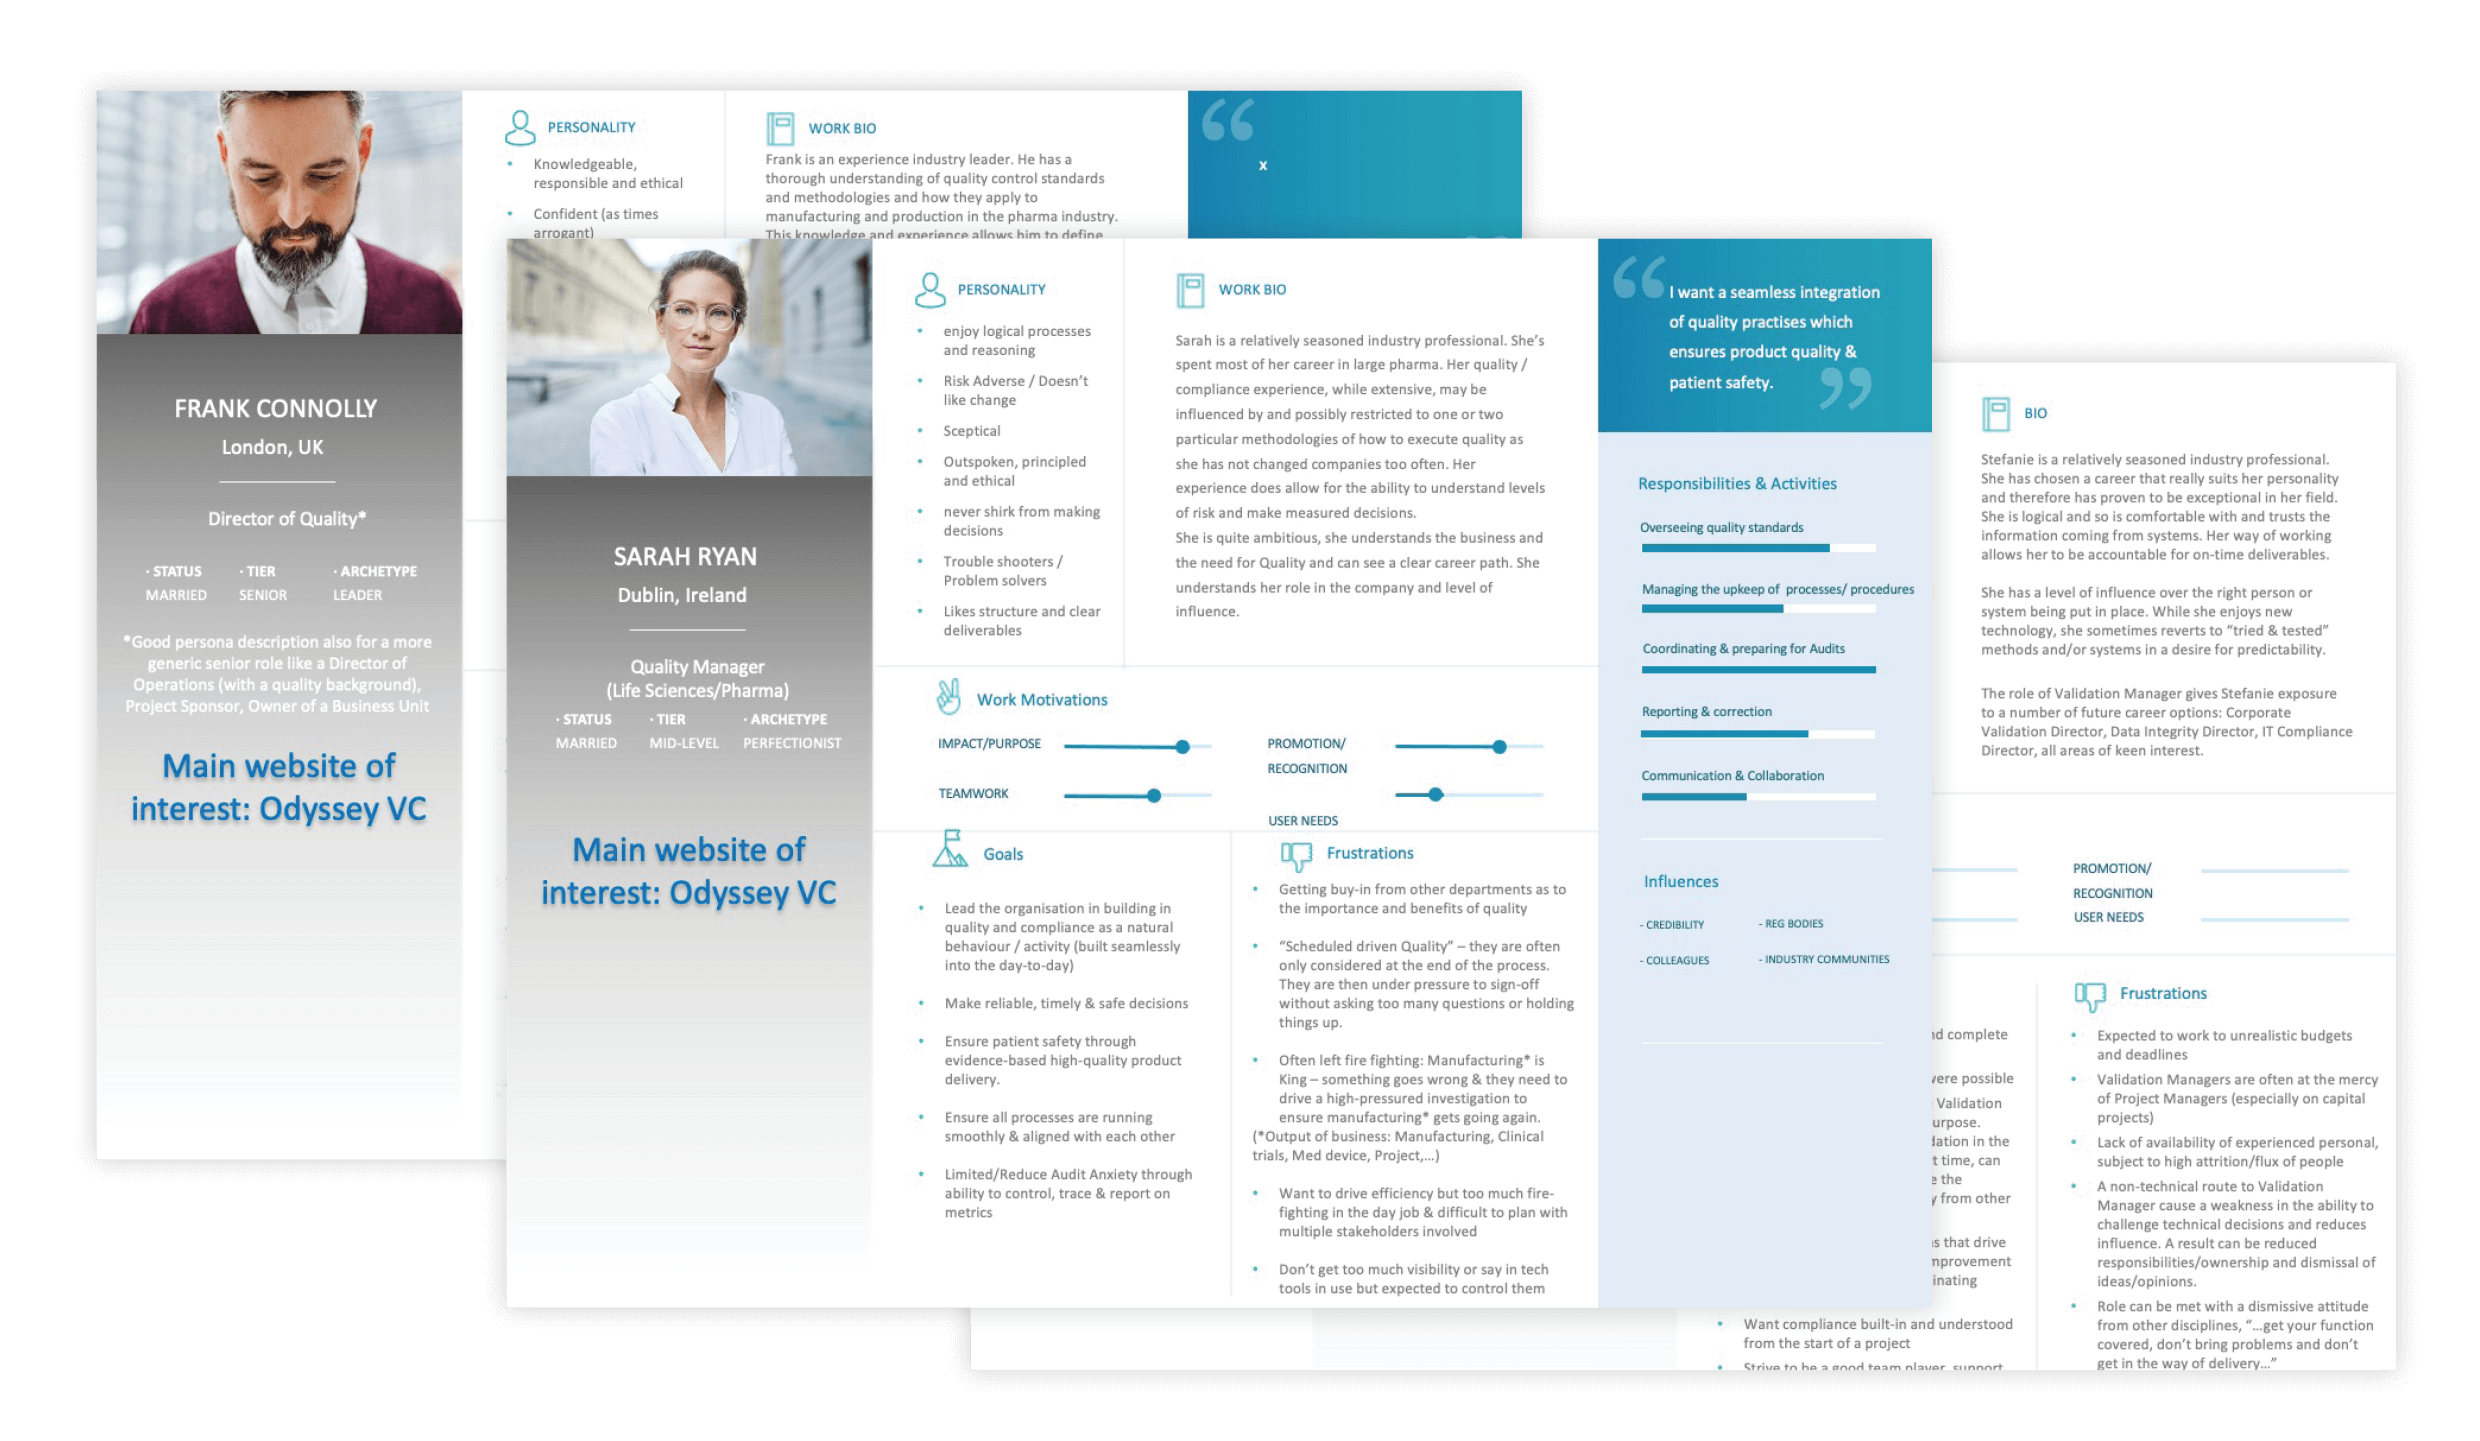 PERSONALITY
Knowledgeable,
responsible and ethical
Confident (as times
arrogant)
WORK BIO
Frank is an experience industry leader. He has a
thorough understanding of quality control standards
and methodologies and how they apply to
manufacturing and production in the pharma industry.
This knowledge and experience allows him to define
“
x
FRANK CONNOLLY
London, UK
Director of Quality*
· STATUS · TIER · ARCHETYPE
MARRIED SENIOR LEADER
*Good persona description also for a more
generic senior role like a Director of
Operations (with a quality background),
Project Sponsor, Owner of a Business Unit
Main website of
interest: Odyssey VC
SARAH RYAN
Dublin, Ireland
Quality Manager
(Life Sciences/Pharma)
· STATUS · TIER · ARCHETYPE
MARRIED MID-LEVEL PERFECTIONIST
Main website of
interest: Odyssey VC
PERSONALITY
• enjoy logical processes
and reasoning
• Risk Adverse / Doesn’t
like change
• Sceptical
• Outspoken, principled
and ethical
• never shirk from making
decisions
• Trouble shooters /
Problem solvers
• Likes structure and clear
deliverables
WORK BIO
Sarah is a relatively seasoned industry professional. She’s
spent most of her career in large pharma. Her quality /
compliance experience, while extensive, may be
influenced by and possibly restricted to one or two
particular methodologies of how to execute quality as
she has not changed companies too often. Her
experience does allow for the ability to understand levels
of risk and make measured decisions.
She is quite ambitious, she understands the business and
the need for Quality and can see a clear career path. She
understands her role in the company and level of
influence.
“ I want a seamless integration
of quality practises which
ensures product quality &
patient safety. ”
Work Motivations
IMPACT/PURPOSE
TEAMWORK
PROMOTION/
RECOGNITION
USER NEEDS
Goals
• Lead the organisation in building in
quality and compliance as a natural
behaviour / activity (built seamlessly
into the day-to-day)
• Make reliable, timely & safe decisions
• Ensure patient safety through
evidence-based high-quality product
delivery.
• Ensure all processes are running
smoothly & aligned with each other
• Limited/Reduce Audit Anxiety through
ability to control, trace & report on
metrics
Frustrations
• Getting buy-in from other departments as to
the importance and benefits of quality
• “Scheduled driven Quality” – they are often
only considered at the end of the process.
They are then under pressure to sign-off
without asking too many questions or holding
things up.
• Often left fire fighting: Manufacturing* is
King – something goes wrong & they need to
drive a high-pressured investigation to
ensure manufacturing* gets going again.
(*Output of business: Manufacturing, Clinical
trials, Med device, Project,...)
• Want to drive efficiency but too much fire-
fighting in the day job & difficult to plan with
multiple stakeholders involved
• Don’t get too much visibility or say in tech
tools in use but expected to control them
Responsibilities & Activities
Overseeing quality standards
Managing the upkeep of processes/ procedures
Coordinating & preparing for Audits
Reporting & correction
Communication & Collaboration
Influences
- CREDIBILITY - REG BODIES
- COLLEAGUES - INDUSTRY COMMUNITIES
BIO
Stefanie is a relatively seasoned industry professional.
She has chosen a career that really suits her personality
and therefore has proven to be exceptional in her field.
She is logical and so is comfortable with and trusts the
information coming from systems. Her way of working
allows her to be accountable for on-time deliverables.
She has a level of influence over the right person or
system being put in place. While she enjoys new
technology, she sometimes reverts to “tried & tested”
methods and/or systems in a desire for predictability.
The role of Validation Manager gives Stefanie exposure
to a number of future career options: Corporate
Validation Director, Data Integrity Director, IT Compliance
Director, all areas of keen interest.
PROMOTION/
RECOGNITION
USER NEEDS
complete
possible
Validation
in the
time, can
the
from other
that drive
• Want compliance built-in and understood
from the start of a project
• Strive to be a good team player, support
Frustrations
• Expected to work to unrealistic budgets
and deadlines
• Validation Managers are often at the mercy
of Project Managers (especially on capital
projects)
• Lack of availability of experienced personal,
subject to high attrition/flux of people
• A non-technical route to Validation
Manager cause a weakness in the ability to
challenge technical decisions and reduces
influence. A result can be reduced
responsibilities/ownership and dismissal of
ideas/opinions.
• Role can be met with a dismissive attitude
from other disciplines, “...get your function
covered, don’t bring problems and don’t
get in the way of delivery...”